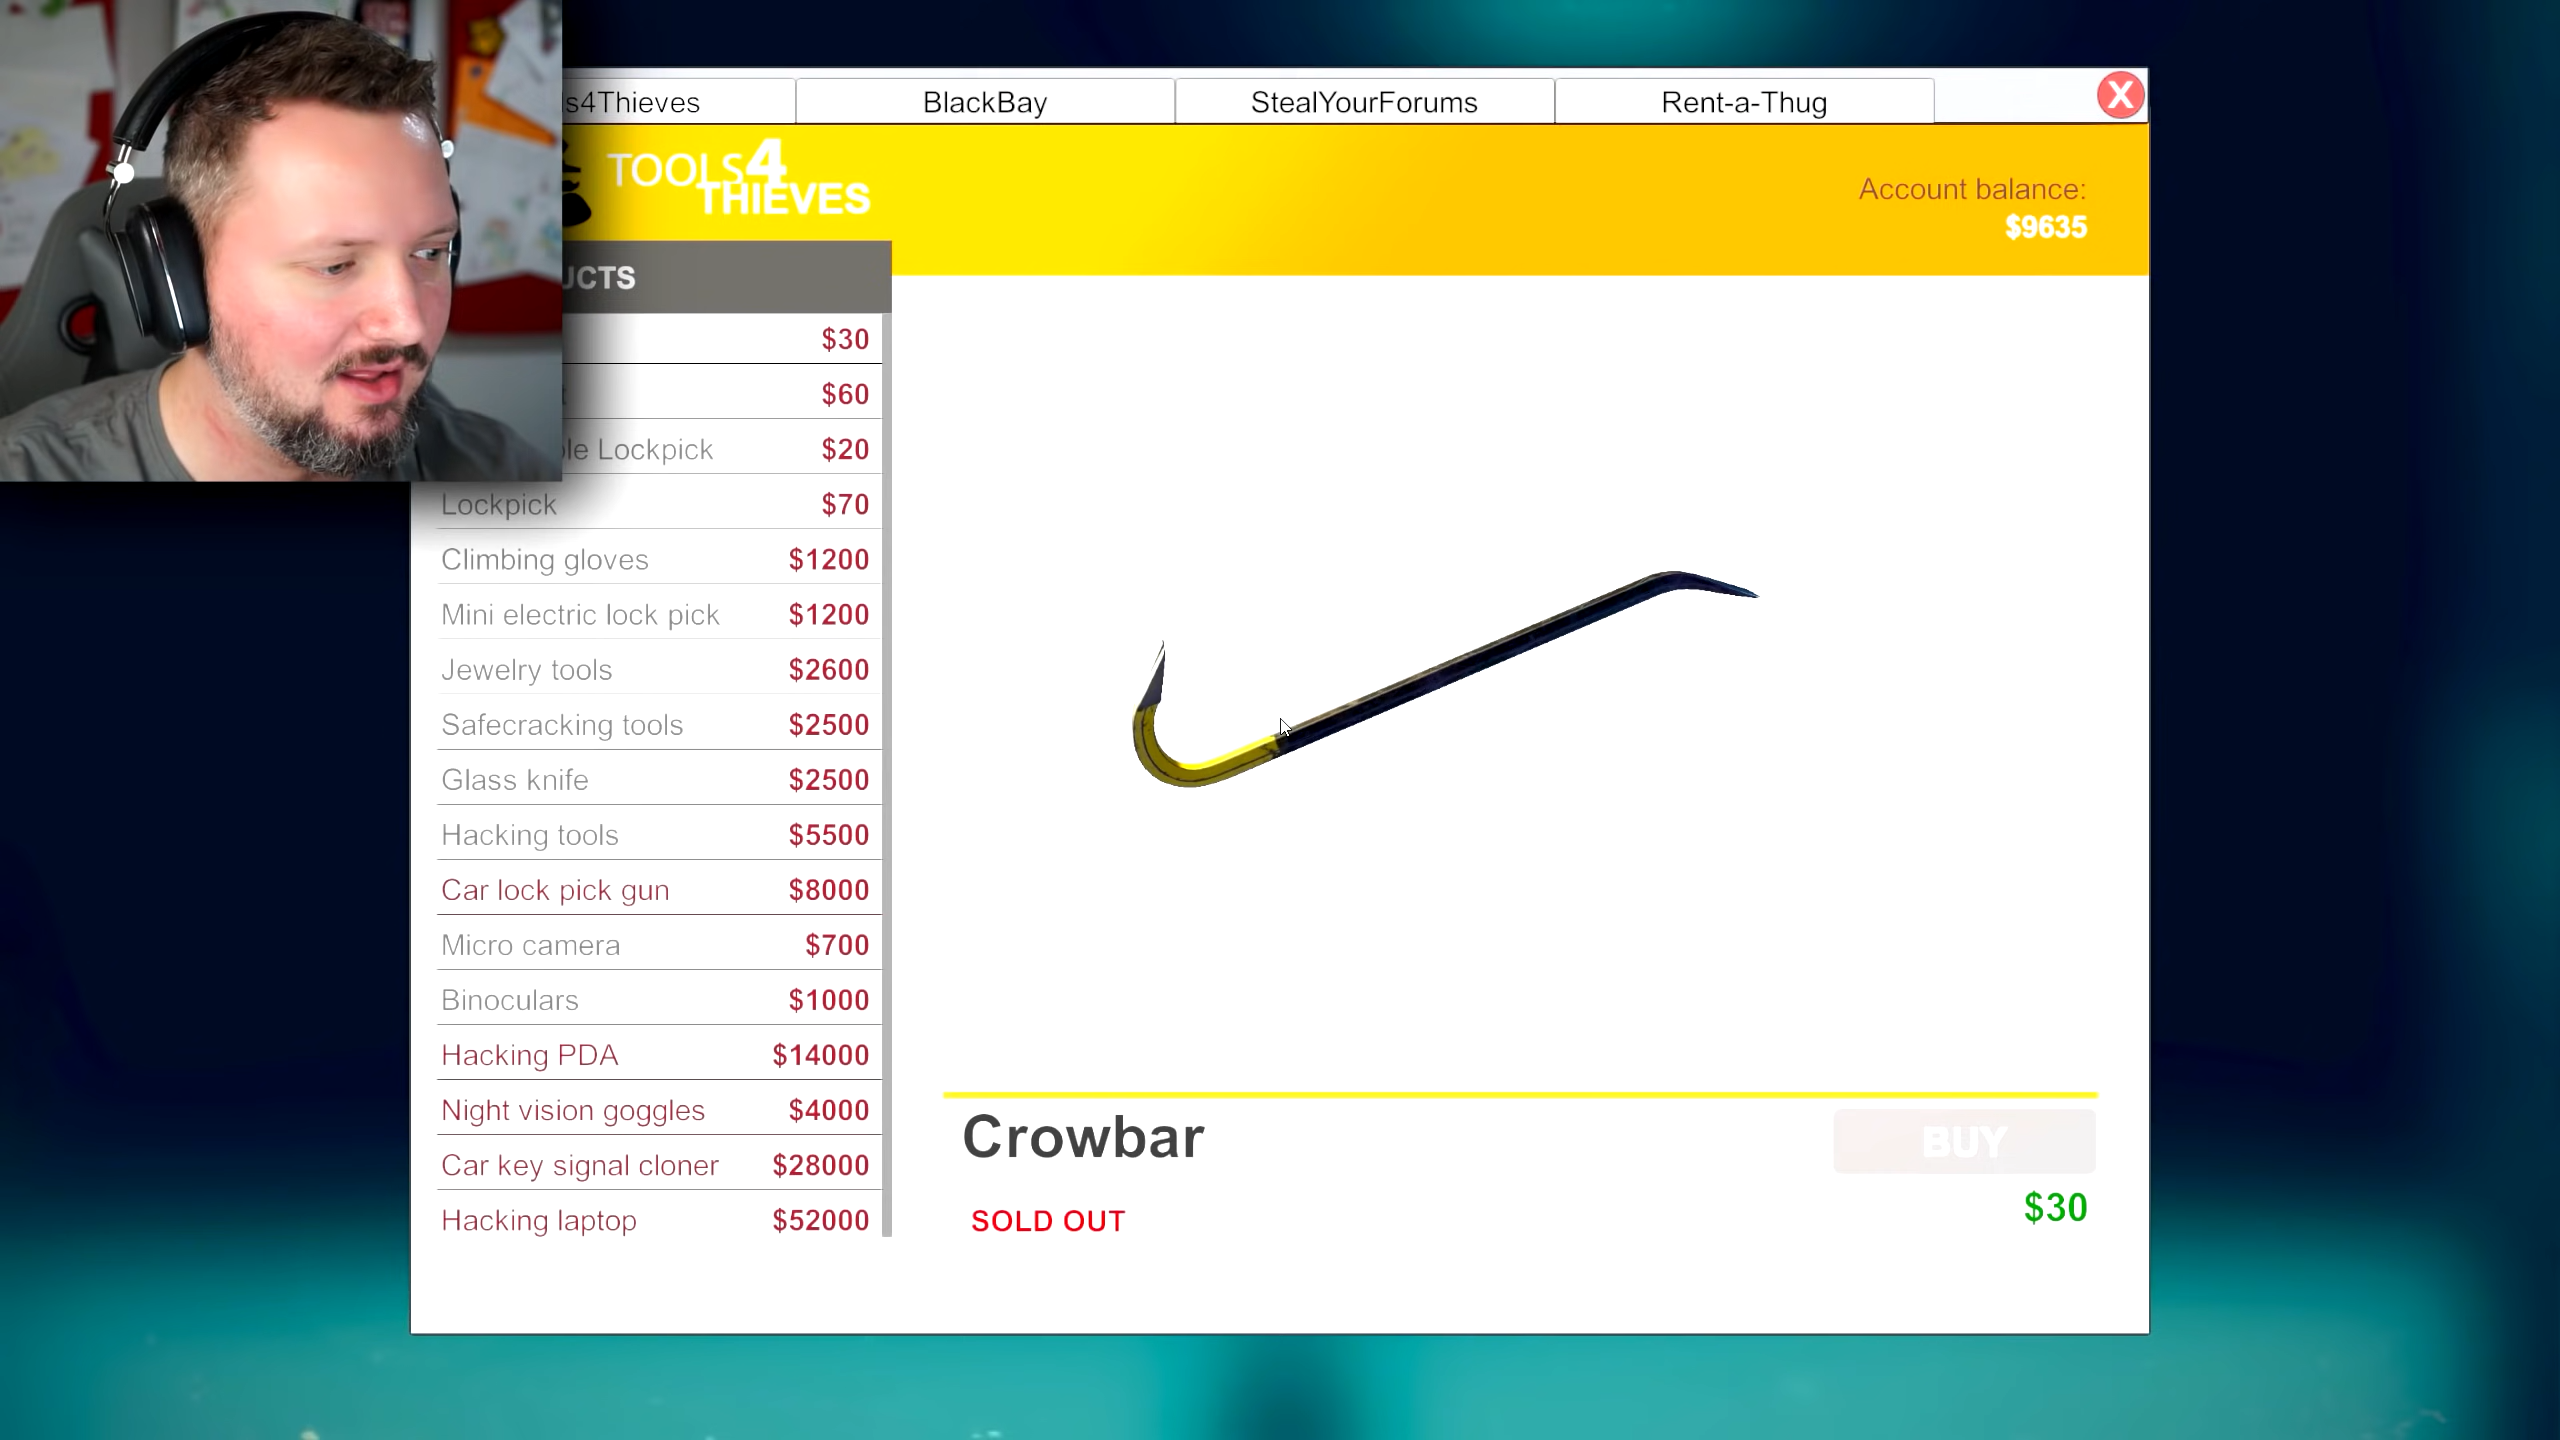 s4Thieves
BlackBay
StealYourForums
Rent-a-Thug
X
TOOLS4
THIEVES
Account balance:
$9635
UCTS
$30
$60
le Lockpick $20
Lockpick $70
Climbing gloves $1200
Mini electric lock pick $1200
Jewelry tools $2600
Safecracking tools $2500
Glass knife $2500
Hacking tools $5500
Car lock pick gun $8000
Micro camera $700
Binoculars $1000
Hacking PDA $14000
Night vision goggles $4000
Car key signal cloner $28000
Hacking laptop $52000
Crowbar
BUY
SOLD OUT
$30